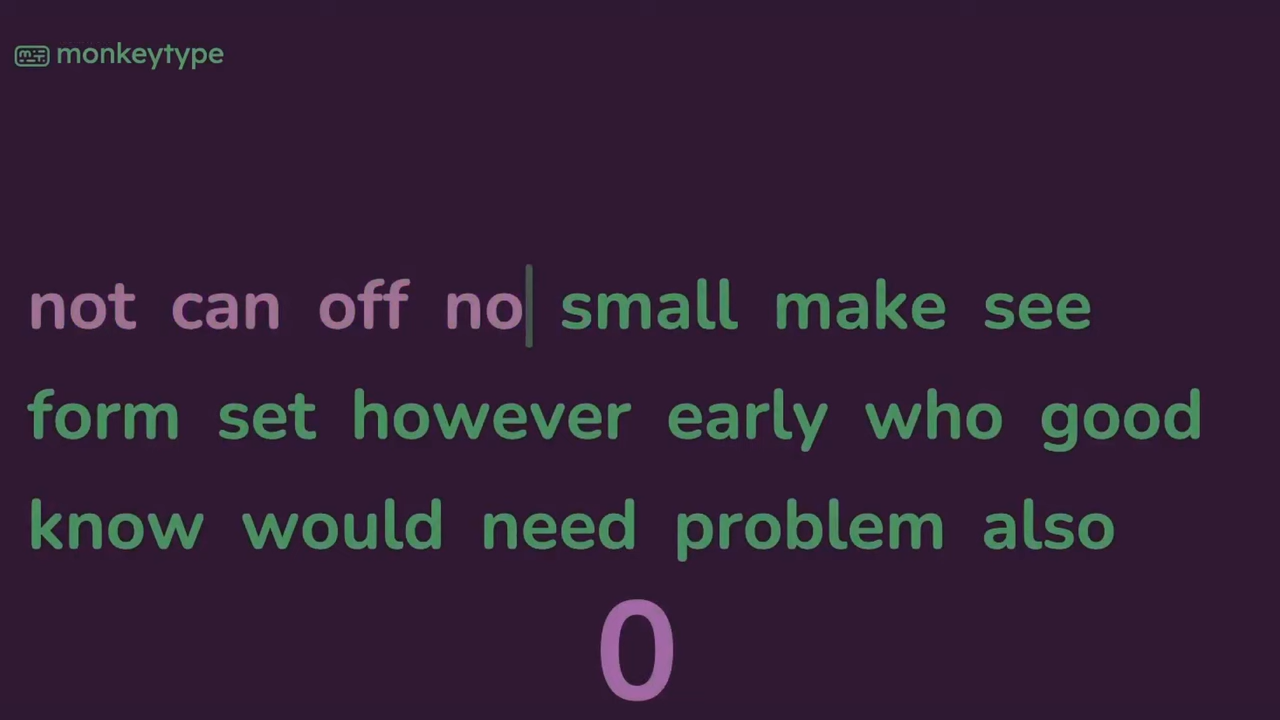 monkeytype
not can off no small make see
form set however early who good
know would need problem also
0